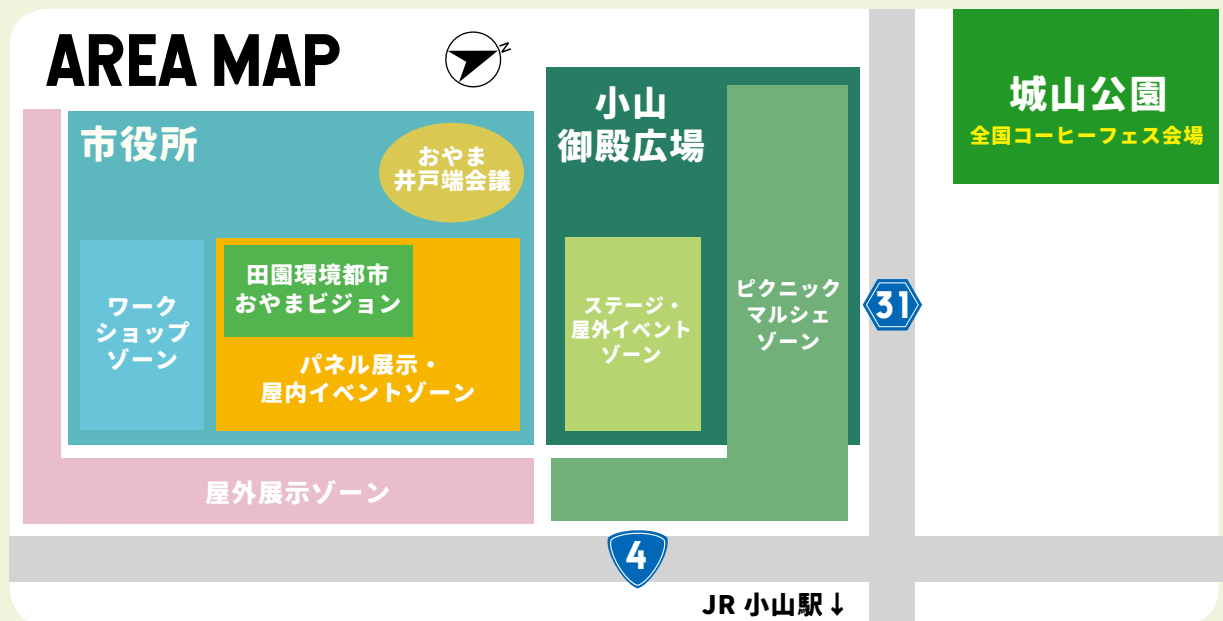 AREA MAP
N
市役所
おやま
井戸端会議
ワーク
ショップ
ゾーン
田園環境都市
おやまビジョン
パネル展示・
屋内イベントゾーン
屋外展示ゾーン
小山
御殿広場
ステージ・
屋外イベント
ゾーン
ピクニック
マルシェ
ゾーン
31
城山公園
全国コーヒーフェス会場
4
JR 小山駅↓